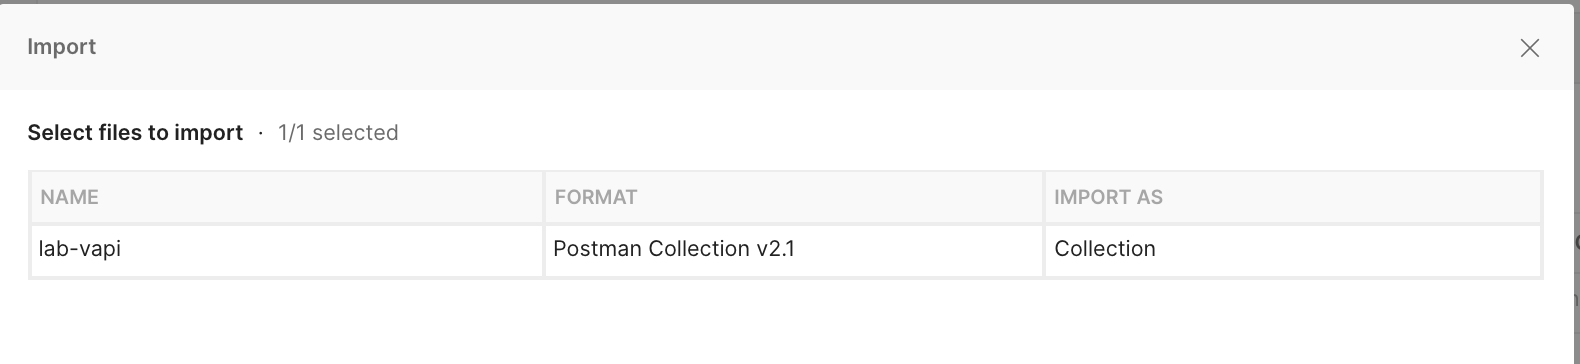 Import
Select files to import · 1/1 selected
NAME FORMAT IMPORT AS
lab-vapi Postman Collection v2.1 Collection